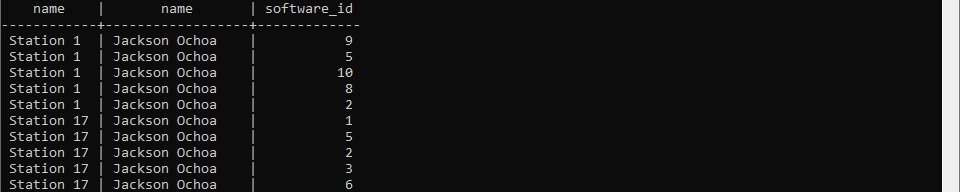 name     |       name        | software_id
-------------+-------------------+-------------
 Station 1   | Jackson Ochoa     |           9
 Station 1   | Jackson Ochoa     |           5
 Station 1   | Jackson Ochoa     |          10
 Station 1   | Jackson Ochoa     |           8
 Station 1   | Jackson Ochoa     |           2
 Station 17  | Jackson Ochoa     |           1
 Station 17  | Jackson Ochoa     |           5
 Station 17  | Jackson Ochoa     |           2
 Station 17  | Jackson Ochoa     |           3
 Station 17  | Jackson Ochoa     |           6